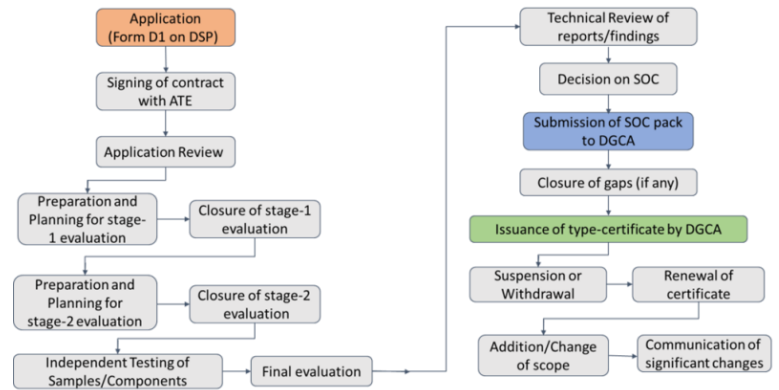 Application
(Form D1 on DSP)
Signing of contract
with ATE
Application Review
Preparation and
Planning for stage-
1 evaluation
Closure of stage-1
evaluation
Preparation and
Planning for
stage-2 evaluation
Closure of stage-2
evaluation
Independent Testing of
Samples/Components
Final evaluation
Technical Review of
reports/findings
Decision on SOC
Submission of SOC pack
to DGCA
Closure of gaps (if any)
Issuance of type-certificate by DGCA
Suspension or
Withdrawal
Renewal of
certificate
Addition/Change
of scope
Communication of
significant changes